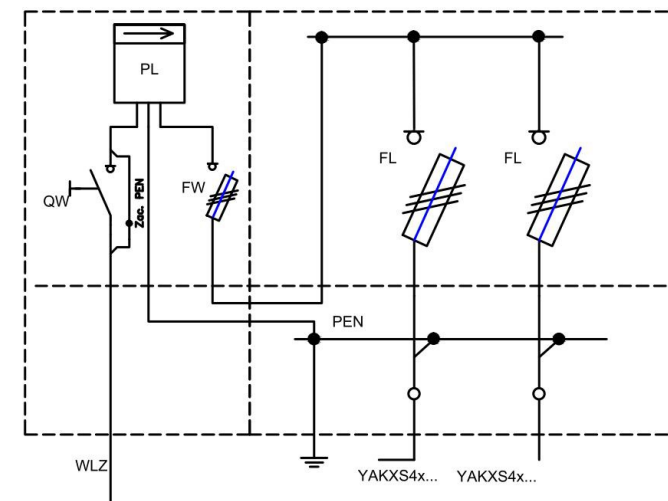 PL
FL
FL
FW
QW
Zac. PEN
PEN
WLZ
YAKXS4x...
YAKXS4x...